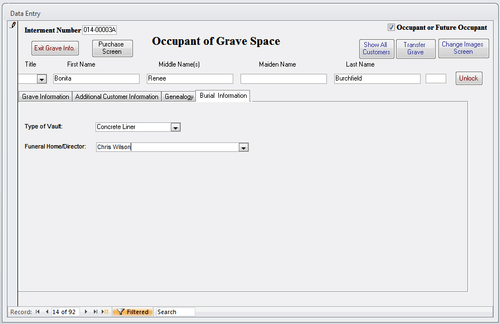 Data Entry
Interment Number 014-00003A
Occupant or Future Occupant
Exit Grave Info.
Purchase Screen
Occupant of Grave Space
Show All Customers
Transfer Grave
Change Images Screen
Title First Name Middle Name(s) Maiden Name Last Name
Bonita Renee Burchfield Unlock
Grave Information Additional Customer Information Genealogy Burial Information
Type of Vault: Concrete Liner
Funeral Home/Director: Chris Wilson
Record: 14 of 92 Filtered Search